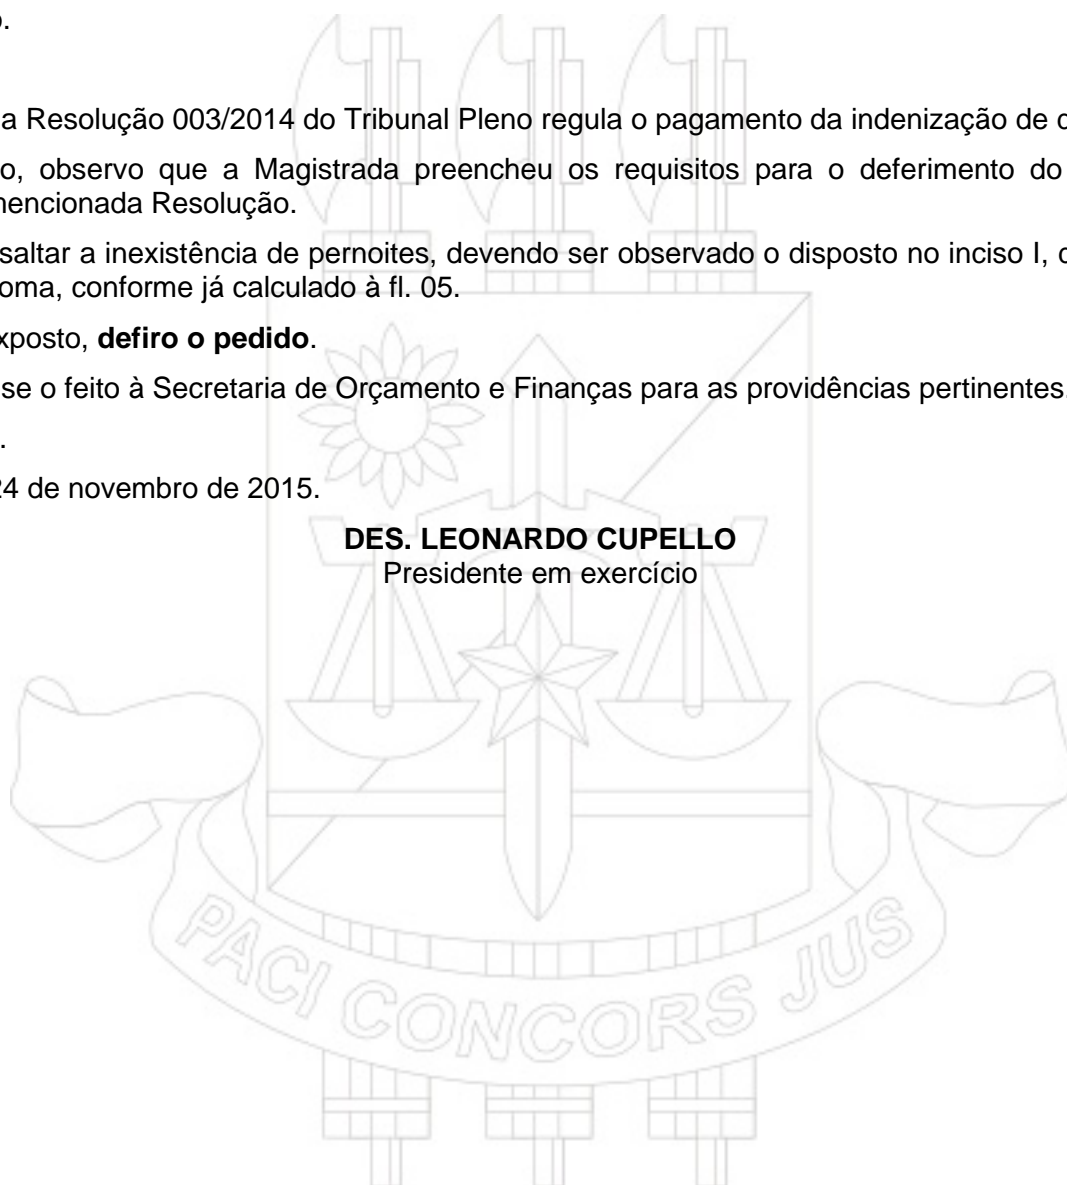 .
a Resolução 003/2014 do Tribunal Pleno regula o pagamento da indenização de
o, observo que a Magistrada preencheu os requisitos para o deferimento do
mencionada Resolução.
saltar a inexistência de pernoites, devendo ser observado o disposto no inciso I,
oma, conforme já calculado à fl. 05.
xposto, defiro o pedido.
se o feito à Secretaria de Orçamento e Finanças para as providências pertinentes.
.
24 de novembro de 2015.
DES. LEONARDO CUPELLO
Presidente em exercício
PACI CONCORS JUS